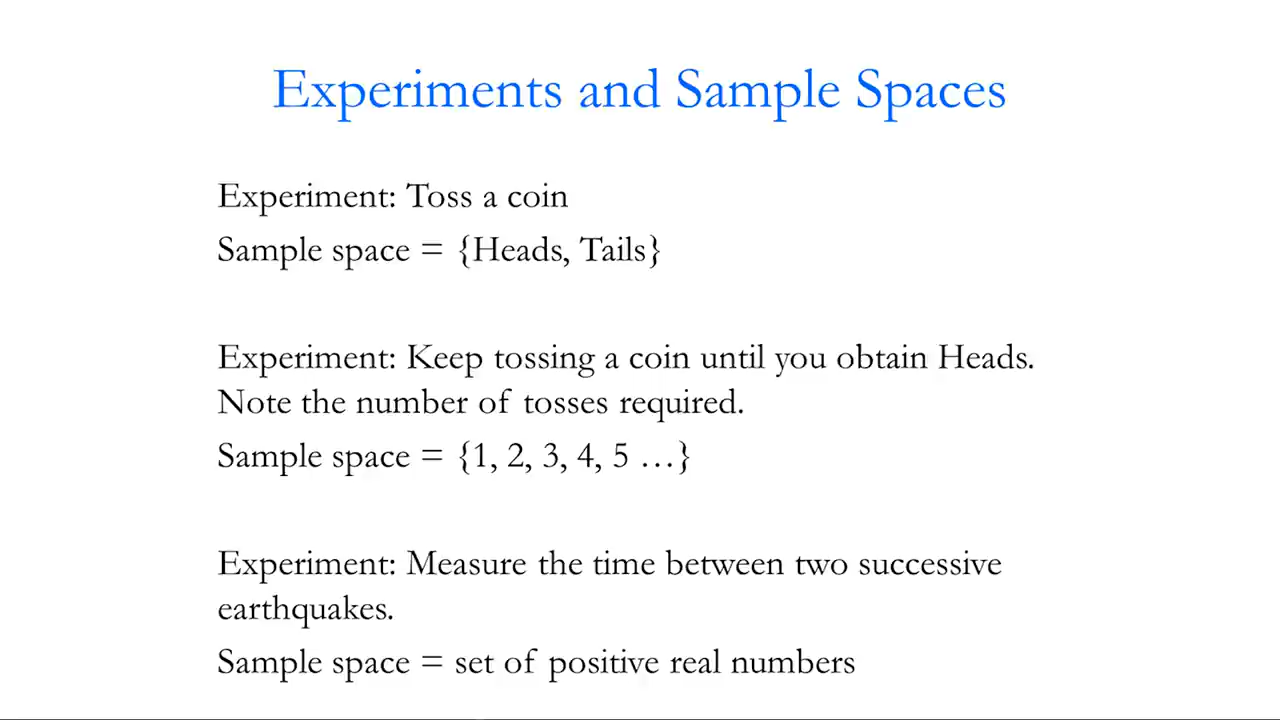 Experiments and Sample Spaces
Experiment: Toss a coin
Sample space = {Heads, Tails}
Experiment: Keep tossing a coin until you obtain Heads.
Note the number of tosses required.
Sample space = {1, 2, 3, 4, 5 …}
Experiment: Measure the time between two successive
earthquakes.
Sample space = set of positive real numbers